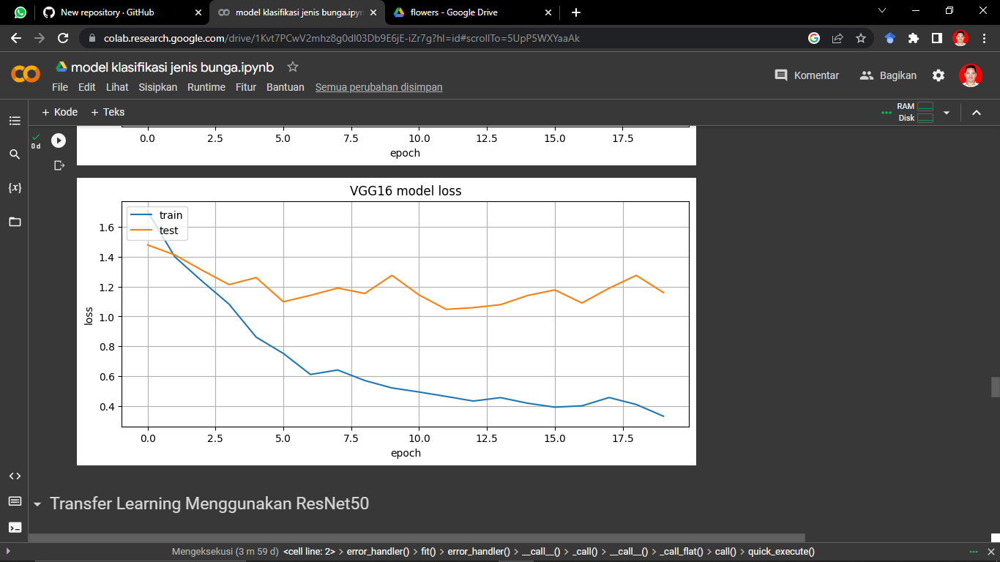 New repository · GitHub
model klasifikasi jenis bunga.ipyn
flowers - Google Drive
colab.research.google.com/drive/1Kvt7PCwV2mhz8g0dl03Db9E6jE-iZr7g?hl=id#scrollTo=5UpP5WXYaaAk
model klasifikasi jenis bunga.ipynb
Komentar
Bagikan
File Edit Lihat Sisipkan Runtime Fitur Bantuan Semua perubahan disimpan
+ Kode + Teks
RAM
Disk
0 d
0.0 2.5 5.0 7.5 10.0 12.5 15.0 17.5
epoch
VGG16 model loss
train
test
1.6
1.4
1.2
1.0
0.8
0.6
0.4
loss
0.0 2.5 5.0 7.5 10.0 12.5 15.0 17.5
epoch
Transfer Learning Menggunakan ResNet50
Mengeksekusi (3 m 59 d) <cell line: 2> > error_handler() > fit() > error_handler() > __call__() > _call() > __call__() > _call_flat() > call() > quick_execute()